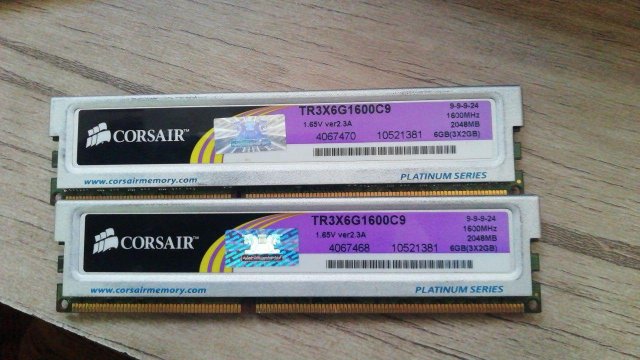 CORSAIR™
TR3X6G1600C9
1.65V ver2.3A
4067470 10521381
9-9-9-24
1600MHz
2048MB
6GB(3X2GB)
www.corsairmemory.com
PLATINUM SERIES
CORSAIR™
TR3X6G1600C9
1.65V ver2.3A
4067468 10521381
9-9-9-24
1600MHz
2048MB
6GB(3X2GB)
www.corsairmemory.com
PLATINUM SERIES